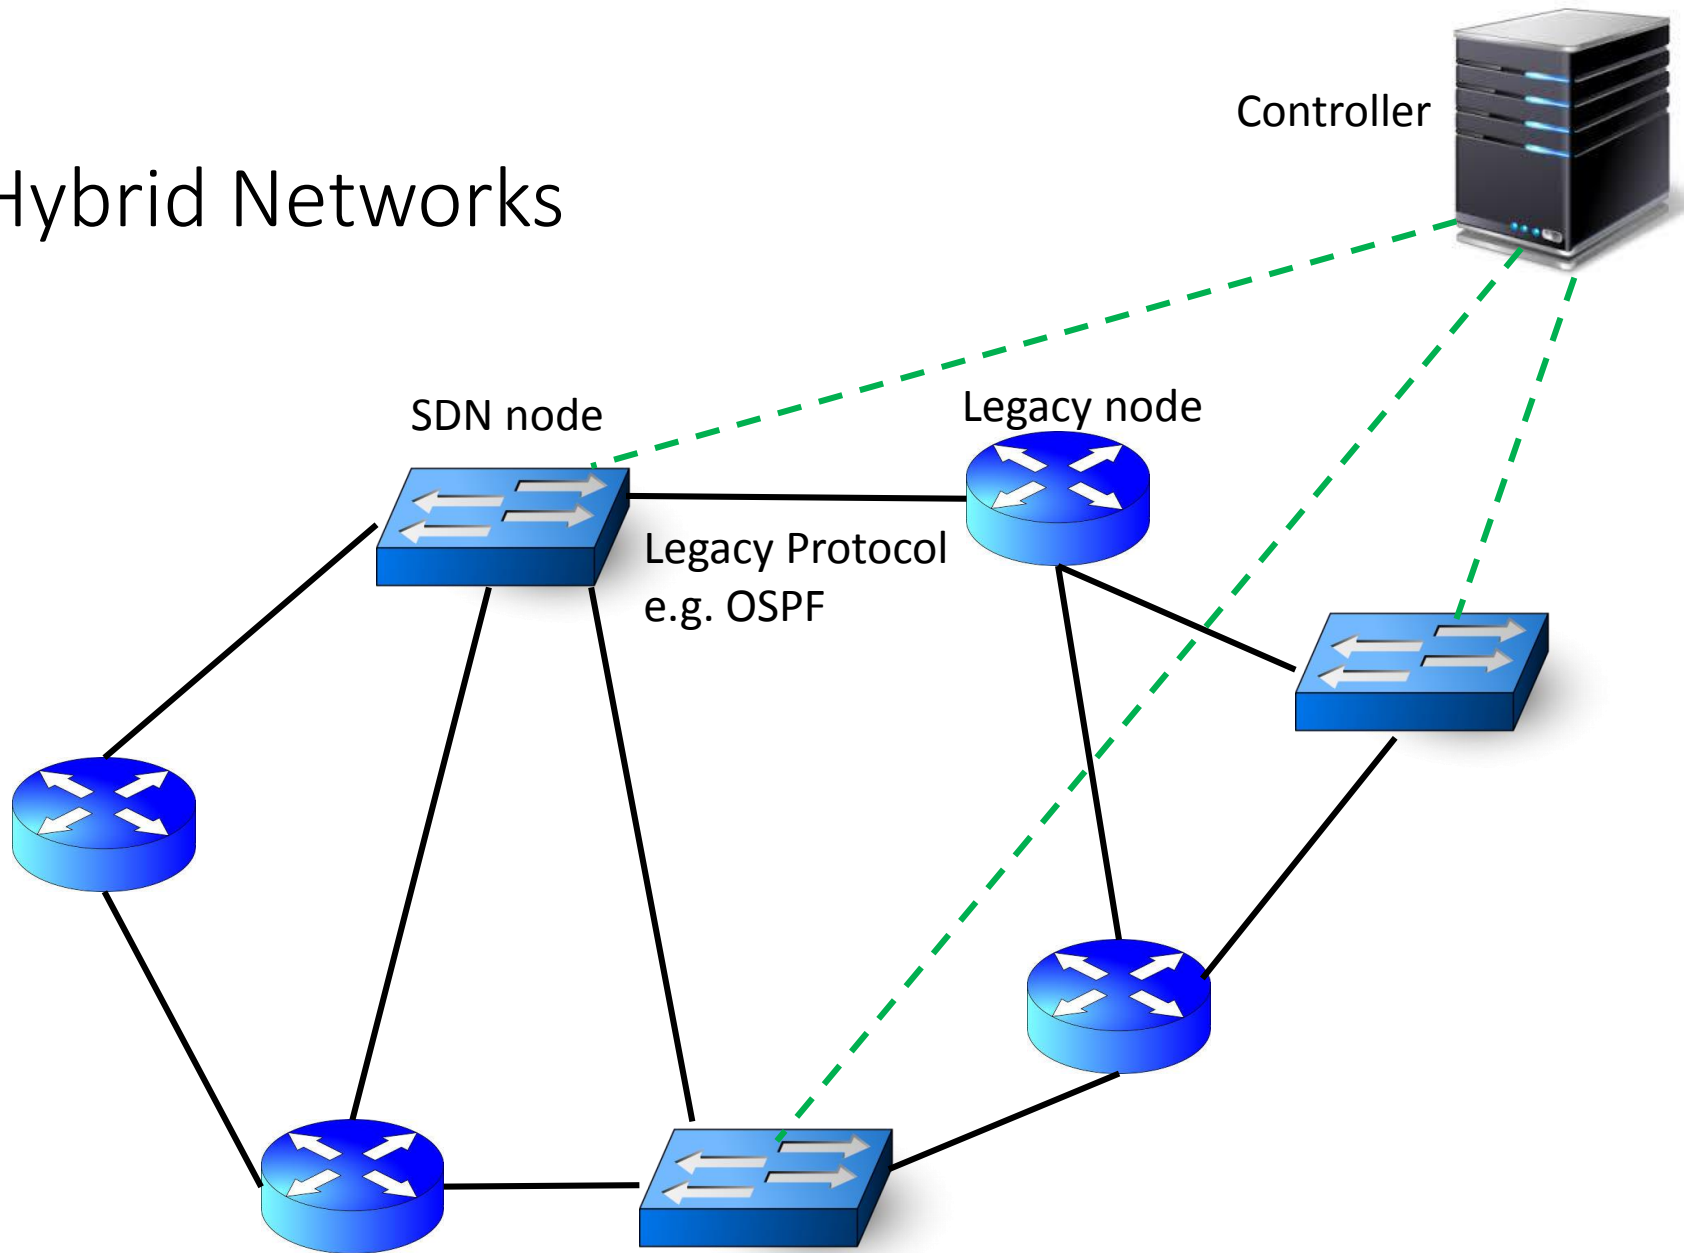 Controller
Hybrid Networks
SDN node
Legacy node
Legacy Protocol
e.g. OSPF